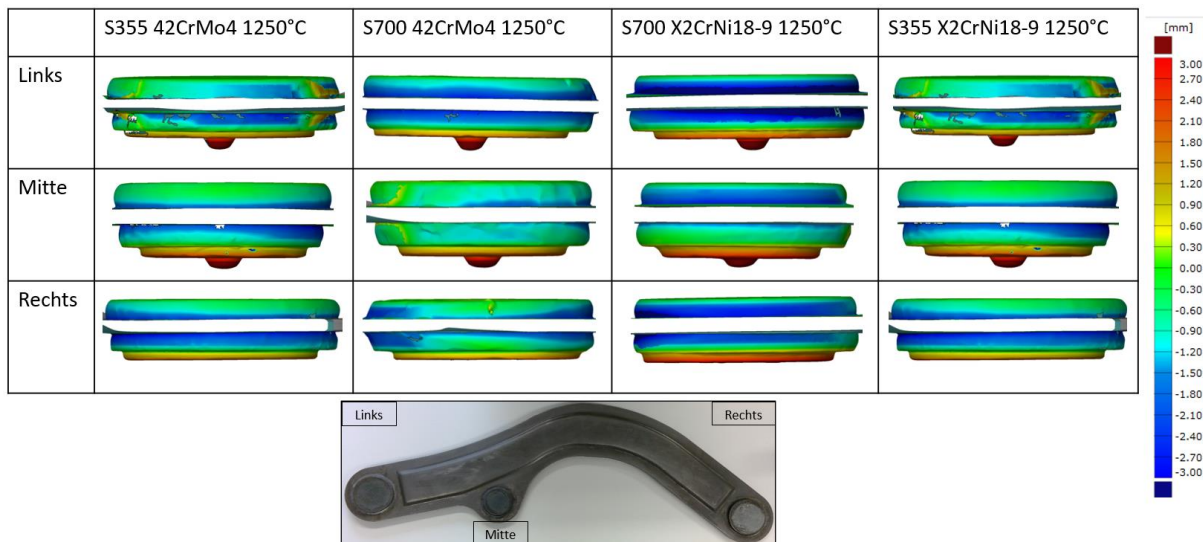 S355 42CrMo4 1250°C
S700 42CrMo4 1250°C
S700 X2CrNi18-9 1250°C
S355 X2CrNi18-9 1250°C
[mm]
Links
Mitte
Rechts
3.00
2.70
2.40
2.10
1.80
1.50
1.20
0.90
0.60
0.30
0.00
-0.30
-0.60
-0.90
-1.20
-1.50
-1.80
-2.10
-2.40
-2.70
-3.00
Links
Rechts
Mitte